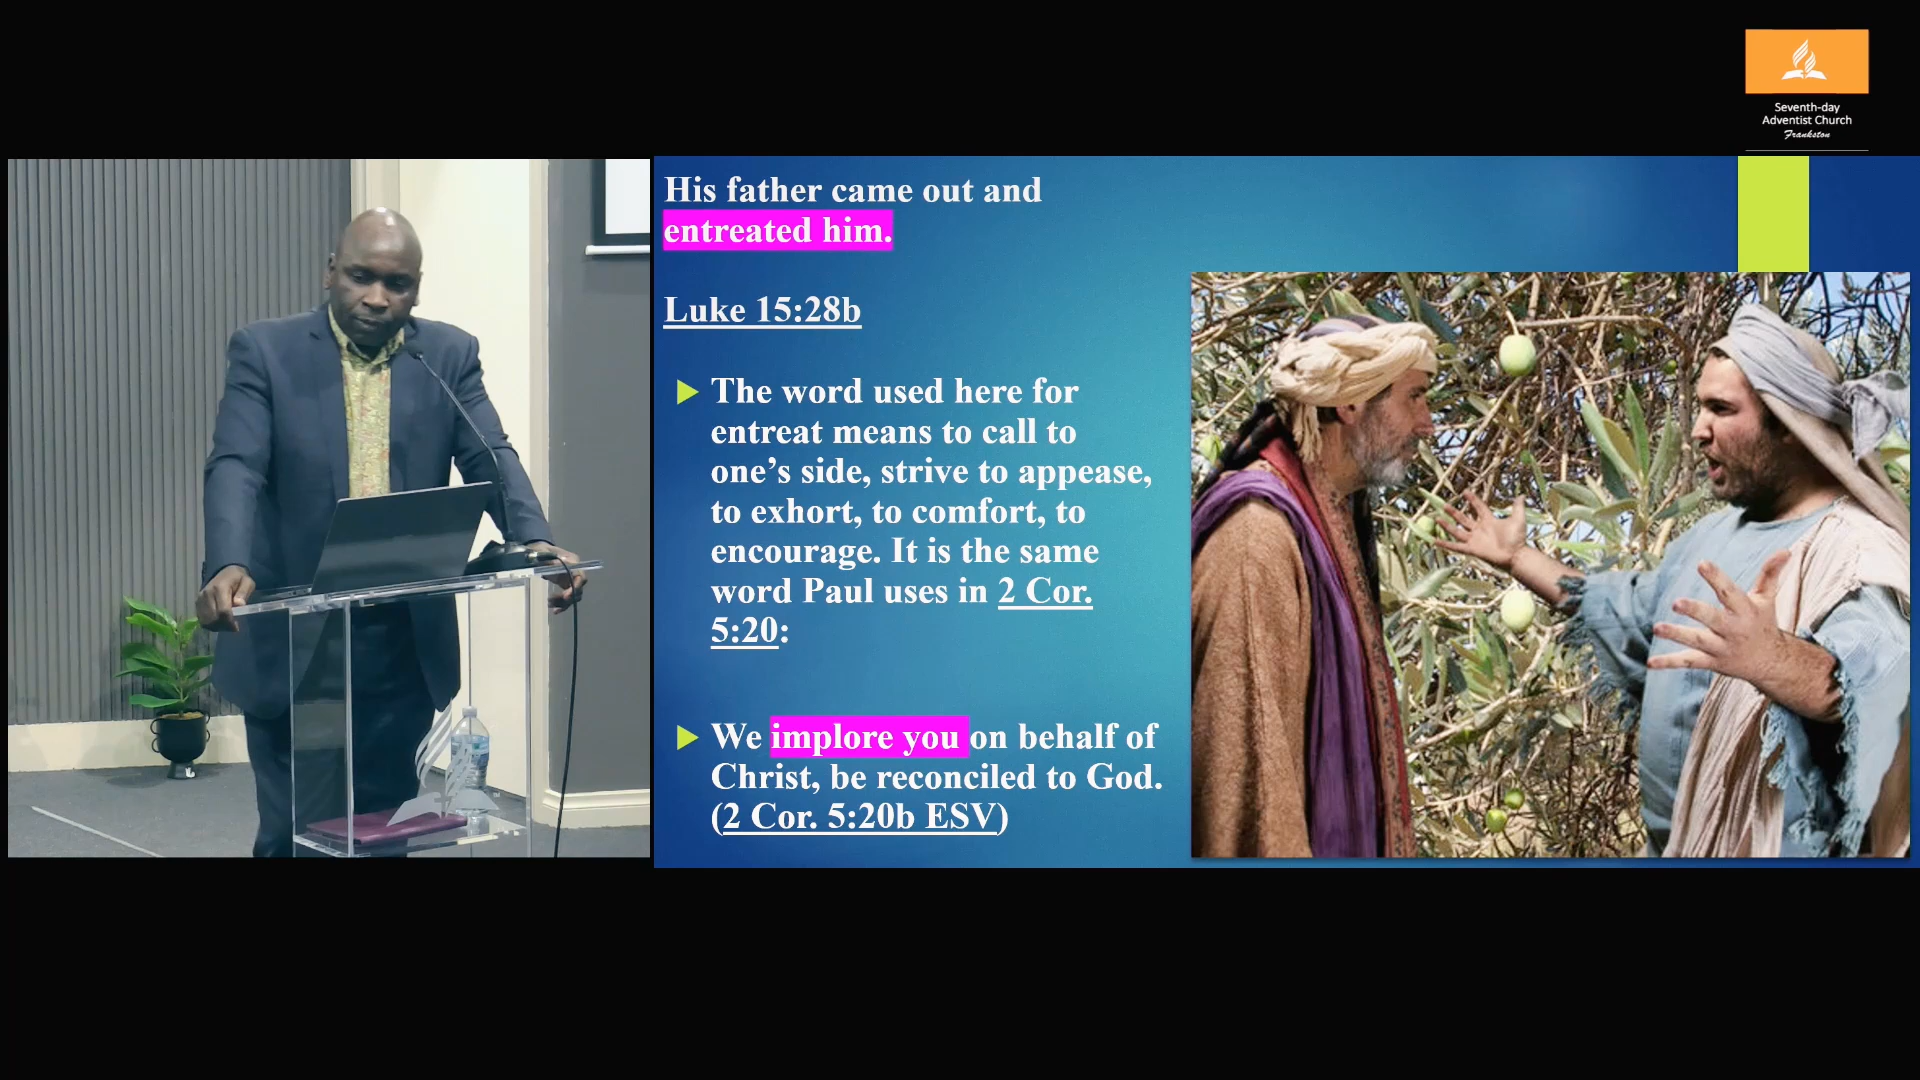 Seventh-day
Adventist Church
Frankston
His father came out and
entreated him.
Luke 15:28b
The word used here for
entreat means to call to
one’s side, strive to appease,
to exhort, to comfort, to
encourage. It is the same
word Paul uses in 2 Cor.
5:20:
We implore you on behalf of
Christ, be reconciled to God.
(2 Cor. 5:20b ESV)